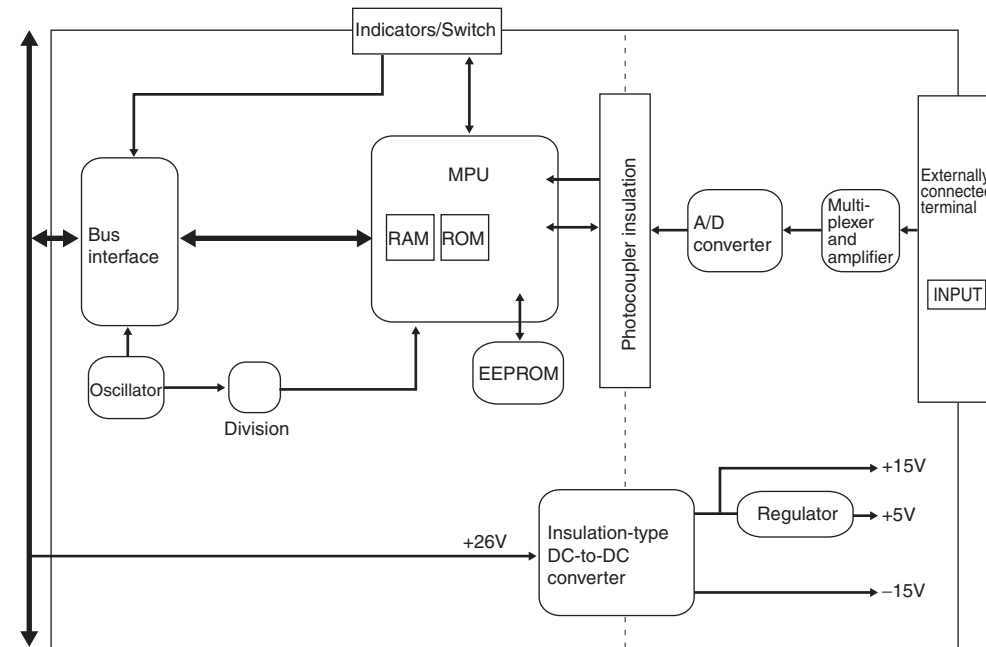 Indicators/Switch
MPU
RAM
ROM
Bus
interface
Photocoupler insulation
A/D
converter
Multi-
plexer
and
amplifier
Externally
connected
terminal
INPUT
Oscillator
Division
EEPROM
+26V
Insulation-type
DC-to-DC
converter
Regulator
+15V
+5V
−15V